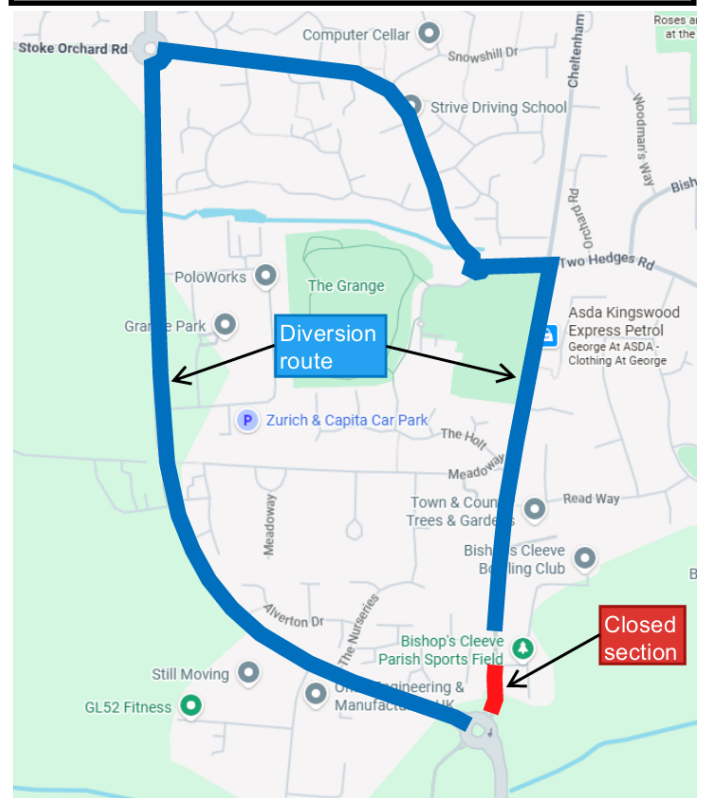 Roses a
at the
Computer Cellar
Stoke Orchard Rd
Snowshill Dr
Cheltenham
Strive Driving School
Woodman's Way
Bish
Orchard Rd
Two Hedges Rd
PoloWorks
The Grange
Grange Park
Asda Kingswood
Express Petrol
George At ASDA -
Clothing At George
Diversion
route
P
Zurich & Capita Car Park
The Holt
Meadoway
Town & Coun
Trees & Gardens
Read Way
Meadoway
Bishop's Cleeve
Bowling Club
B
Alverton Dr
The Nurseries
Closed
section
Bishop's Cleeve
Parish Sports Field
Still Moving
Engineering &
Manufactu
UK
GL52 Fitness